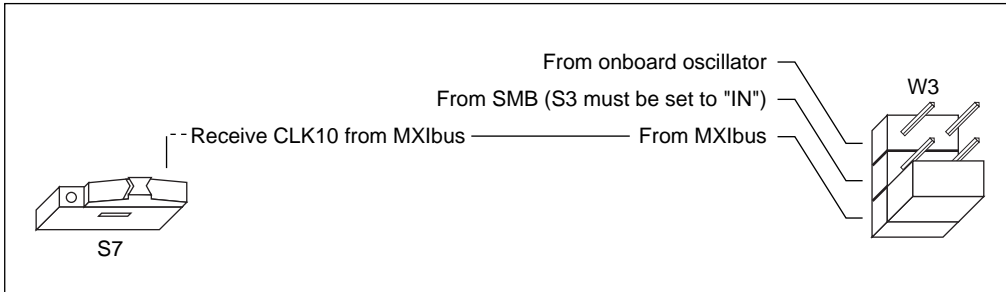 From onboard oscillator
W3
From SMB (S3 must be set to "IN")
Receive CLK10 from MXIbus
From MXIbus
S7